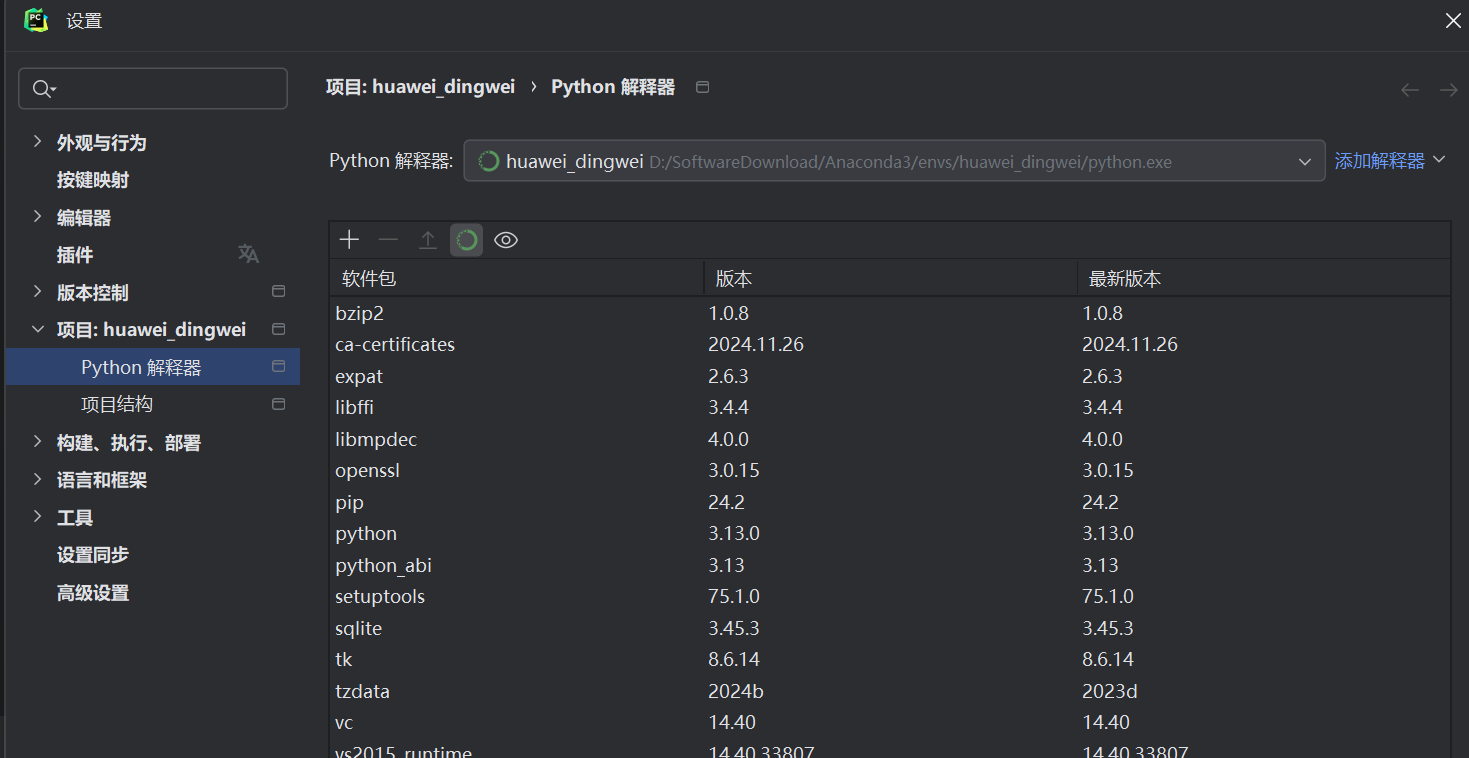 PC
设置
项目: huawei_dingwei › Python 解释器
外观与行为
按键映射
编辑器
插件
版本控制
项目: huawei_dingwei
Python 解释器
项目结构
构建、执行、部署
语言和框架
工具
设置同步
高级设置
Python 解释器: huawei_dingwei D:/SoftwareDownload/Anaconda3/envs/huawei_dingwei/python.exe 添加解释器
软件包 版本 最新版本
bzip2 1.0.8 1.0.8
ca-certificates 2024.11.26 2024.11.26
expat 2.6.3 2.6.3
libffi 3.4.4 3.4.4
libmpdec 4.0.0 4.0.0
openssl 3.0.15 3.0.15
pip 24.2 24.2
python 3.13.0 3.13.0
python_abi 3.13 3.13
setuptools 75.1.0 75.1.0
sqlite 3.45.3 3.45.3
tk 8.6.14 8.6.14
tzdata 2024b 2023d
vc 14.40 14.40
vs2015_runtime 14.40.33807 14.40.33807